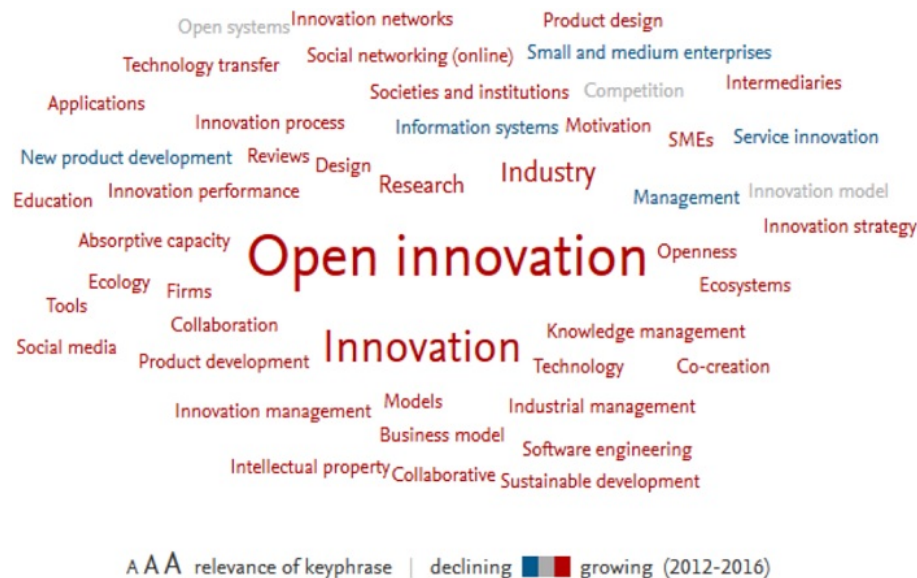 Open systems Innovation networks Product design
Technology transfer Social networking (online) Small and medium enterprises
Applications Societies and institutions Competition Intermediaries
Innovation process Information systems Motivation SMEs Service innovation
New product development Reviews Design Research Industry
Education Innovation performance Management Innovation model
Innovation strategy
Absorptive capacity Open innovation Openness
Ecology Firms Ecosystems
Tools
Collaboration Knowledge management
Social media Product development Innovation Technology Co-creation
Innovation management Models Industrial management
Business model
Software engineering
Intellectual property Collaborative Sustainable development
A A A relevance of keyphrase | declining growing (2012-2016)